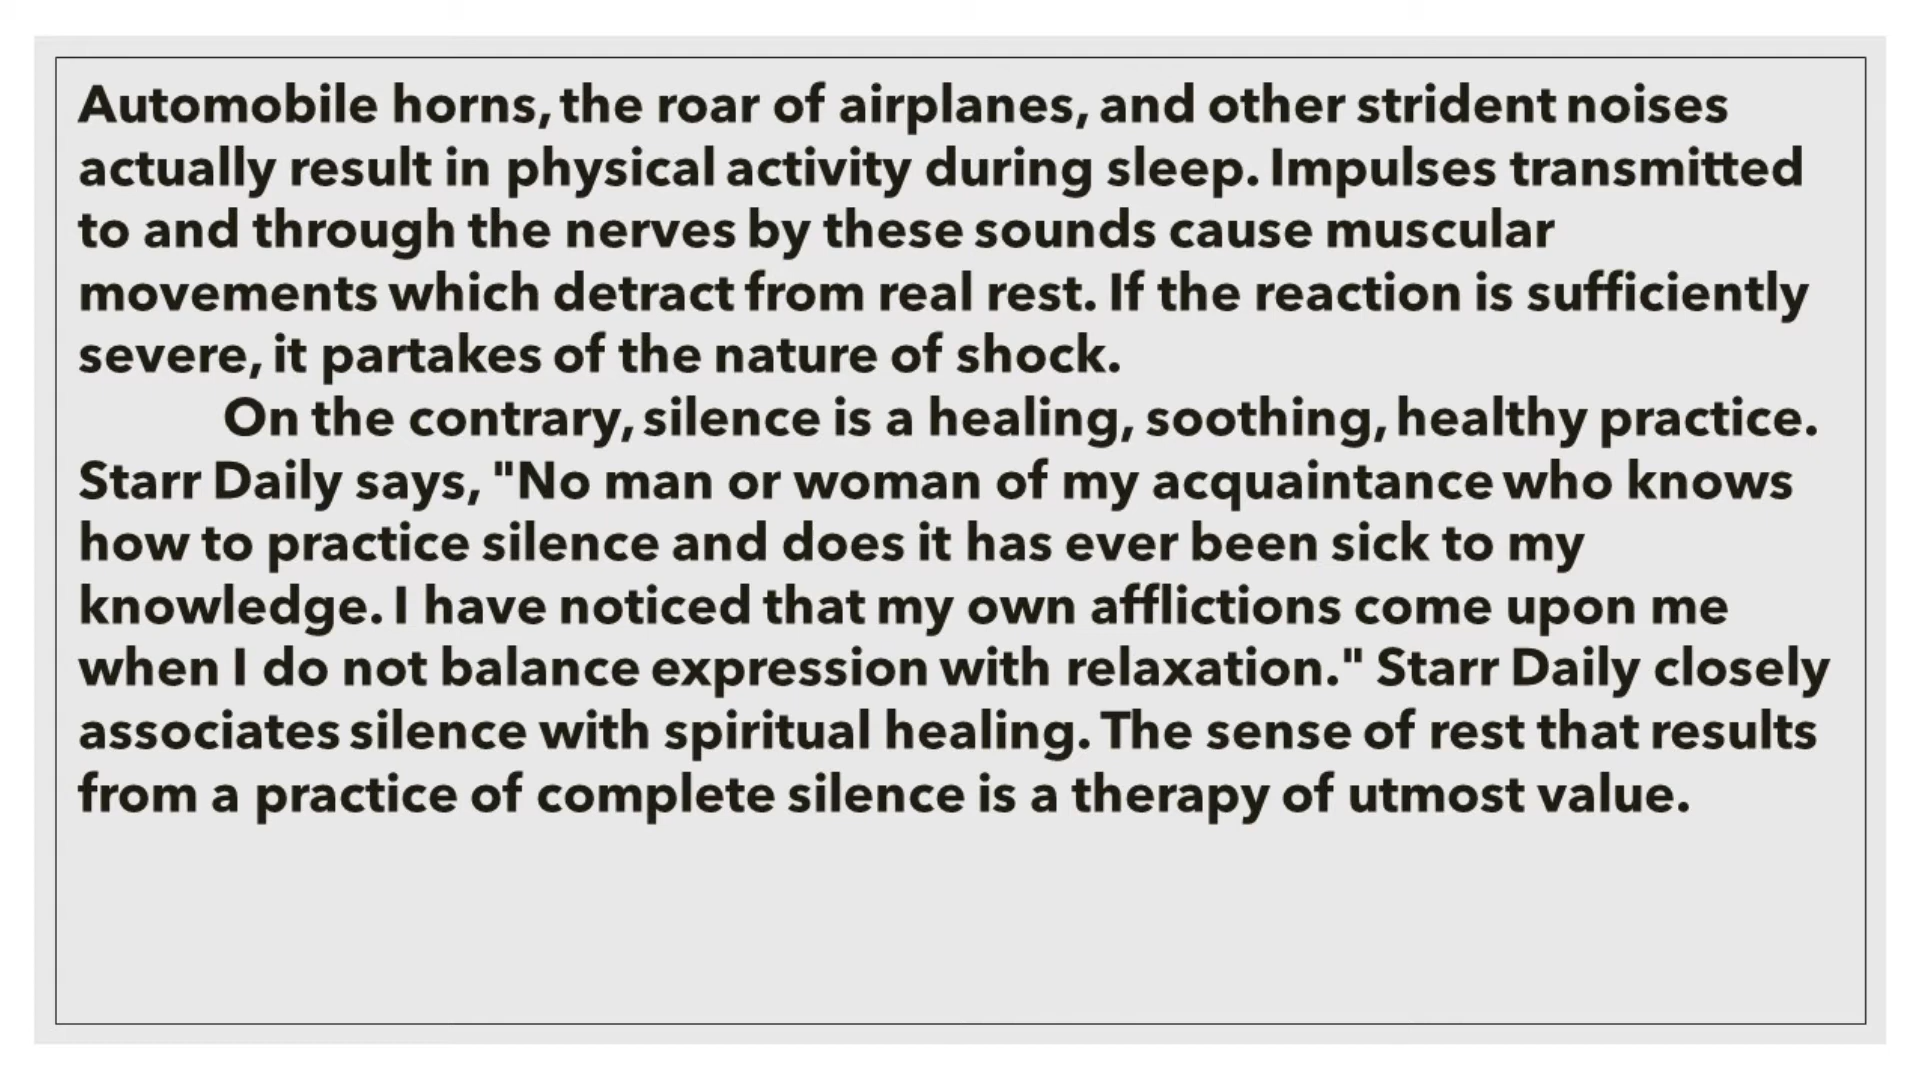 Automobile horns, the roar of airplanes, and other strident noises
actually result in physical activity during sleep. Impulses transmitted
to and through the nerves by these sounds cause muscular
movements which detract from real rest. If the reaction is sufficiently
severe, it partakes of the nature of shock.
On the contrary, silence is a healing, soothing, healthy practice.
Starr Daily says, "No man or woman of my acquaintance who knows
how to practice silence and does it has ever been sick to my
knowledge. I have noticed that my own afflictions come upon me
when I do not balance expression with relaxation." Starr Daily closely
associates silence with spiritual healing. The sense of rest that results
from a practice of complete silence is a therapy of utmost value.